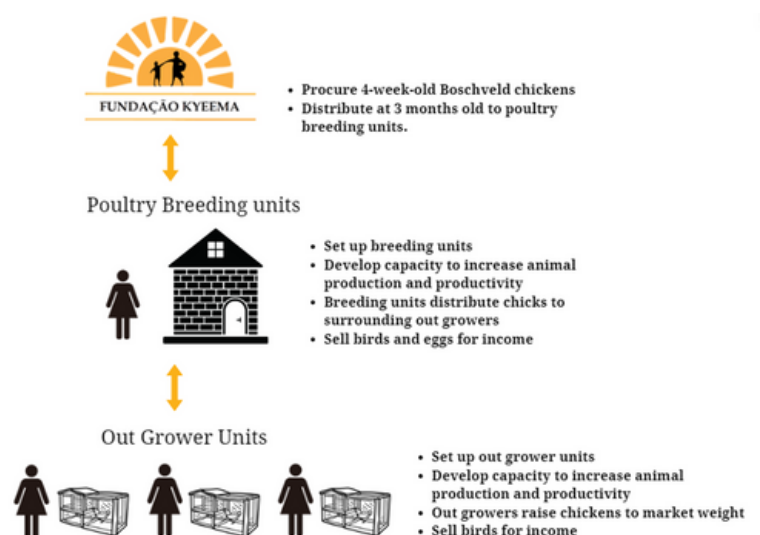 FUNDAÇÃO KYEEMA
• Procure 4-week-old Boschveld chickens
• Distribute at 3 months old to poultry
breeding units.
Poultry Breeding units
• Set up breeding units
• Develop capacity to increase animal
production and productivity
• Breeding units distribute chicks to
surrounding out growers
• Sell birds and eggs for income
Out Grower Units
• Set up out grower units
• Develop capacity to increase animal
production and productivity
• Out growers raise chickens to market weight
• Sell birds for income